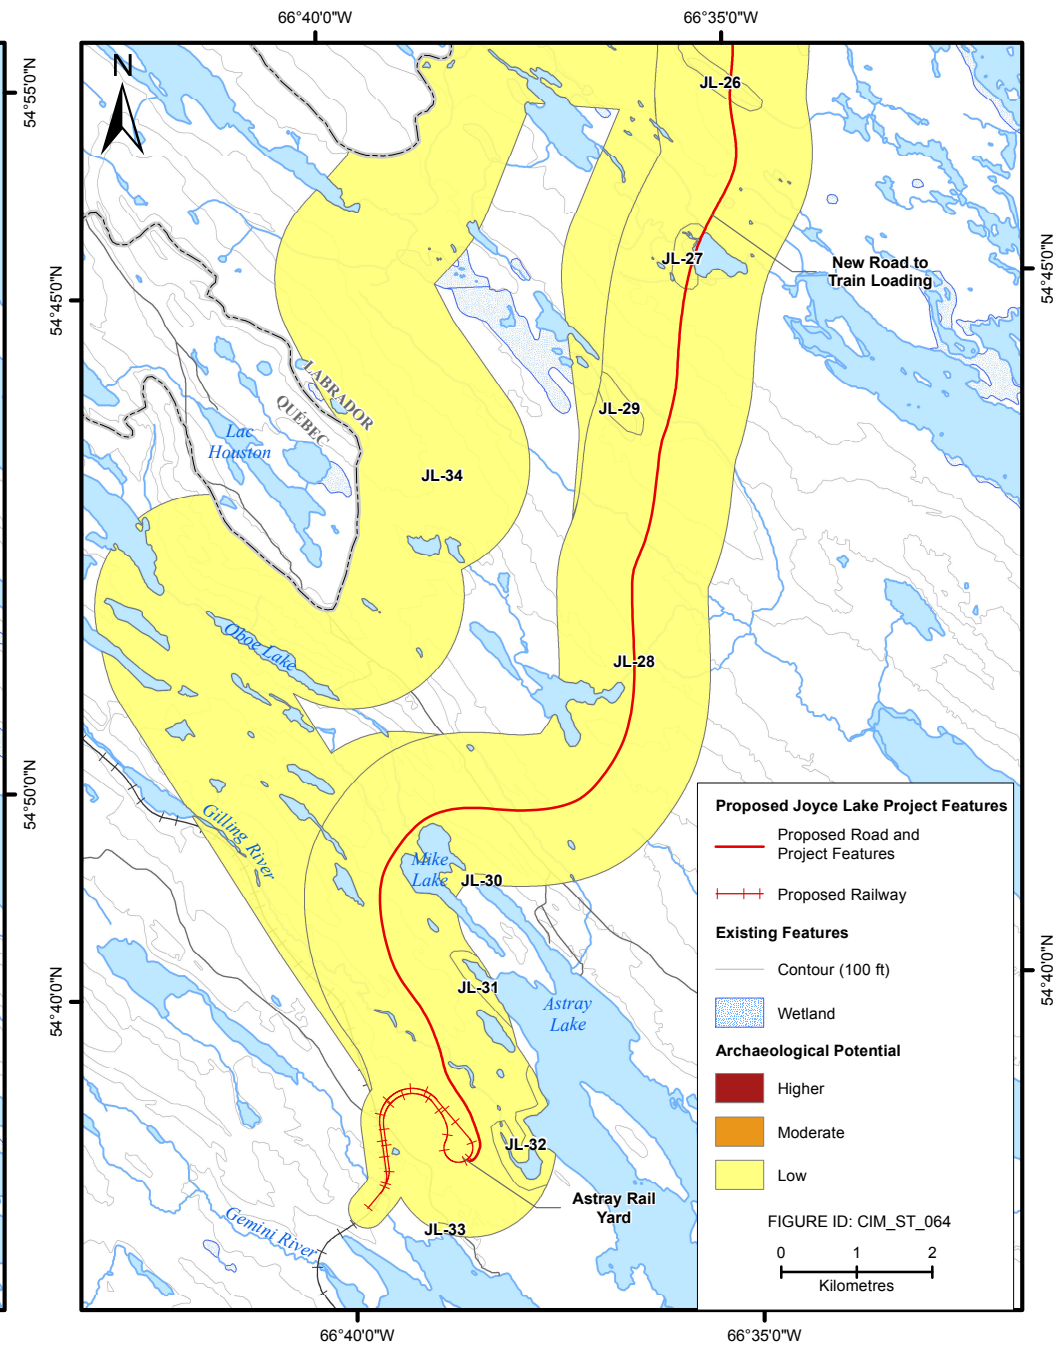 66°40'0"W
66°35'0"W
54°55'0"N
N
JL-26
JL-27
New Road to
Train Loading
54°45'0"N
54°45'0"N
LABRADOR
QUÉBEC
JL-29
Lac
Houston
JL-34
Oboe Lake
JL-28
54°50'0"N
Gilling River
Mike
Lake
JL-30
JL-31
Astray
Lake
54°40'0"N
54°40'0"N
JL-32
Astray Rail
Yard
Gemini River
JL-33
Proposed Joyce Lake Project Features
Proposed Road and
Project Features
Proposed Railway
Existing Features
Contour (100 ft)
Wetland
Archaeological Potential
Higher
Moderate
Low
FIGURE ID: CIM_ST_064
0 1 2
Kilometres
66°40'0"W
66°35'0"W